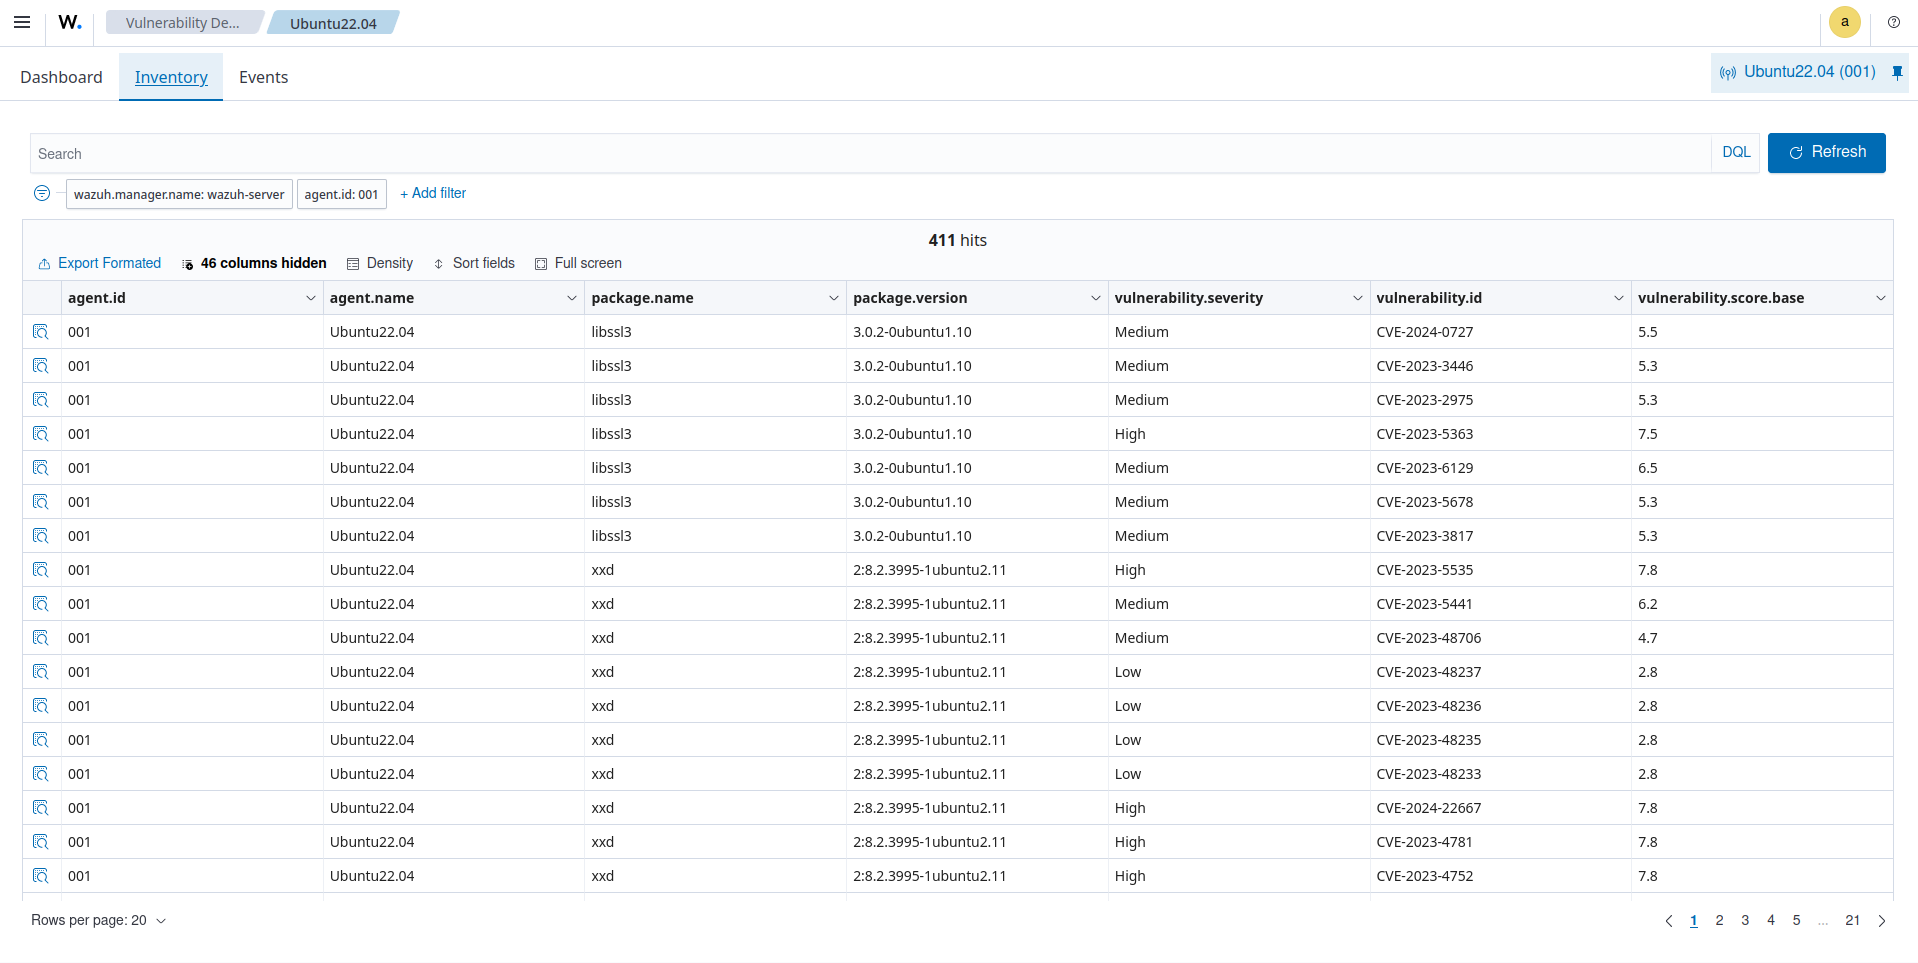 W. Vulnerability De... Ubuntu22.04 a
Dashboard Inventory Events Ubuntu22.04 (001)
Search DQL Refresh
wazuh.manager.name: wazuh-server agent.id: 001 + Add filter
411 hits
Export Formatted 46 columns hidden Density Sort fields Full screen
agent.id agent.name package.name package.version vulnerability.severity vulnerability.id vulnerability.score.base
001 Ubuntu22.04 libssl3 3.0.2-0ubuntu1.10 Medium CVE-2024-0727 5.5
001 Ubuntu22.04 libssl3 3.0.2-0ubuntu1.10 Medium CVE-2023-3446 5.3
001 Ubuntu22.04 libssl3 3.0.2-0ubuntu1.10 Medium CVE-2023-2975 5.3
001 Ubuntu22.04 libssl3 3.0.2-0ubuntu1.10 High CVE-2023-5363 7.5
001 Ubuntu22.04 libssl3 3.0.2-0ubuntu1.10 Medium CVE-2023-6129 6.5
001 Ubuntu22.04 libssl3 3.0.2-0ubuntu1.10 Medium CVE-2023-5678 5.3
001 Ubuntu22.04 libssl3 3.0.2-0ubuntu1.10 Medium CVE-2023-3817 5.3
001 Ubuntu22.04 xxd 2:8.2.3995-1ubuntu2.11 High CVE-2023-5535 7.8
001 Ubuntu22.04 xxd 2:8.2.3995-1ubuntu2.11 Medium CVE-2023-5441 6.2
001 Ubuntu22.04 xxd 2:8.2.3995-1ubuntu2.11 Medium CVE-2023-48706 4.7
001 Ubuntu22.04 xxd 2:8.2.3995-1ubuntu2.11 Low CVE-2023-48237 2.8
001 Ubuntu22.04 xxd 2:8.2.3995-1ubuntu2.11 Low CVE-2023-48236 2.8
001 Ubuntu22.04 xxd 2:8.2.3995-1ubuntu2.11 Low CVE-2023-48235 2.8
001 Ubuntu22.04 xxd 2:8.2.3995-1ubuntu2.11 Low CVE-2023-48233 2.8
001 Ubuntu22.04 xxd 2:8.2.3995-1ubuntu2.11 High CVE-2024-22667 7.8
001 Ubuntu22.04 xxd 2:8.2.3995-1ubuntu2.11 High CVE-2023-4781 7.8
001 Ubuntu22.04 xxd 2:8.2.3995-1ubuntu2.11 High CVE-2023-4752 7.8
Rows per page: 20 1 2 3 4 5 ... 21